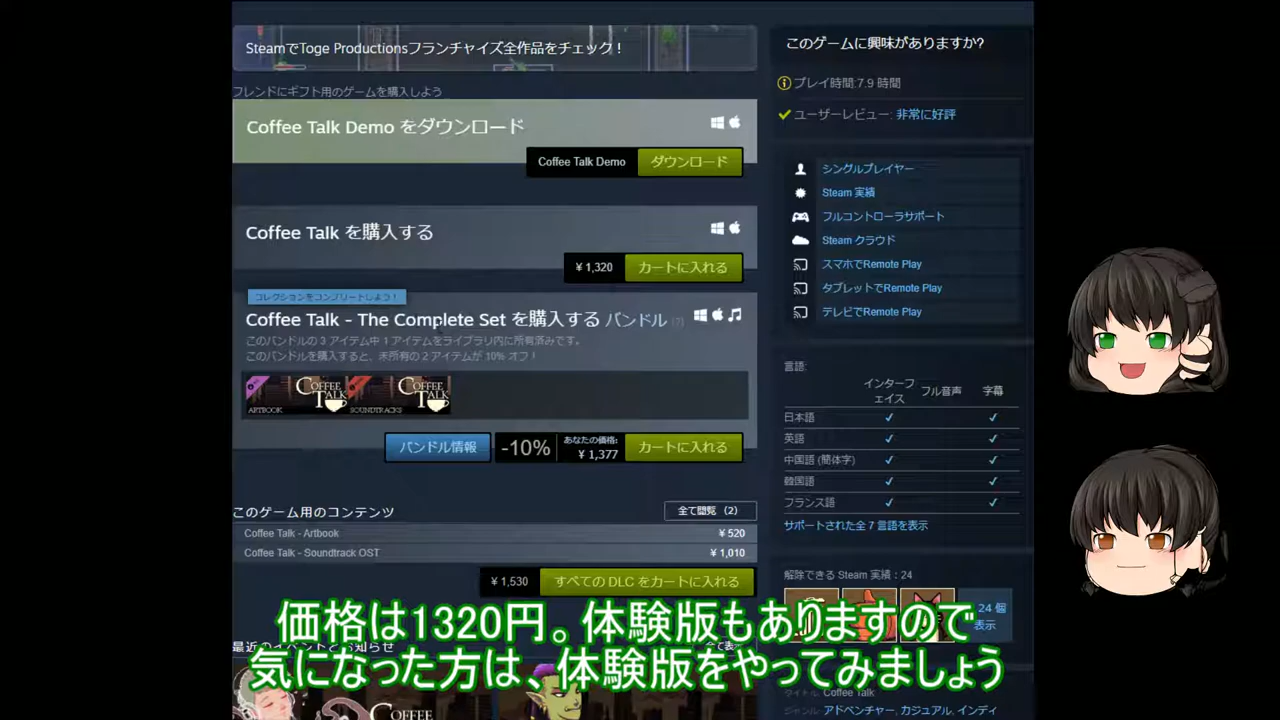 SteamでToge Productionsフランチャイズ全作品をチェック！
フレンドにギフト用のゲームを購入しよう
Coffee Talk Demo をダウンロード
Coffee Talk Demo
ダウンロード
Coffee Talk を購入する
¥ 1,320
カートに入れる
コレクションをコンプリートしよう！
Coffee Talk - The Complete Set を購入する バンドル (?)
このバンドルの 3 アイテム中 1 アイテムをライブラリ内に所有済みです。
このバンドルを購入すると、未所有の 2 アイテムが 10% オフ！
ARTBOOK
COFFEE TALK
SOUNDTRACKS
COFFEE TALK
バンドル情報
-10%
あなたの価格:
¥ 1,377
カートに入れる
このゲーム用のコンテンツ
全て閲覧 (2)
Coffee Talk - Artbook
¥ 520
Coffee Talk - Soundtrack OST
¥ 1,010
¥ 1,530
すべての DLC をカートに入れる
COFFEE
このゲームに興味がありますか?
プレイ時間:7.9 時間
ユーザーレビュー: 非常に好評
シングルプレイヤー
Steam 実績
フルコントローラサポート
Steam クラウド
スマホでRemote Play
タブレットでRemote Play
テレビでRemote Play
言語:
インターフェイス
フル音声
字幕
日本語 ✓ ✓
英語 ✓ ✓
中国語 (簡体字) ✓ ✓
韓国語 ✓ ✓
フランス語 ✓ ✓
サポートされた全 7 言語を表示
解除できる Steam 実績：24
24 個
表示
Coffee Talk
アドベンチャー, カジュアル, インディ
価格は1320円。体験版もありますので
気になった方は、体験版をやってみましょう